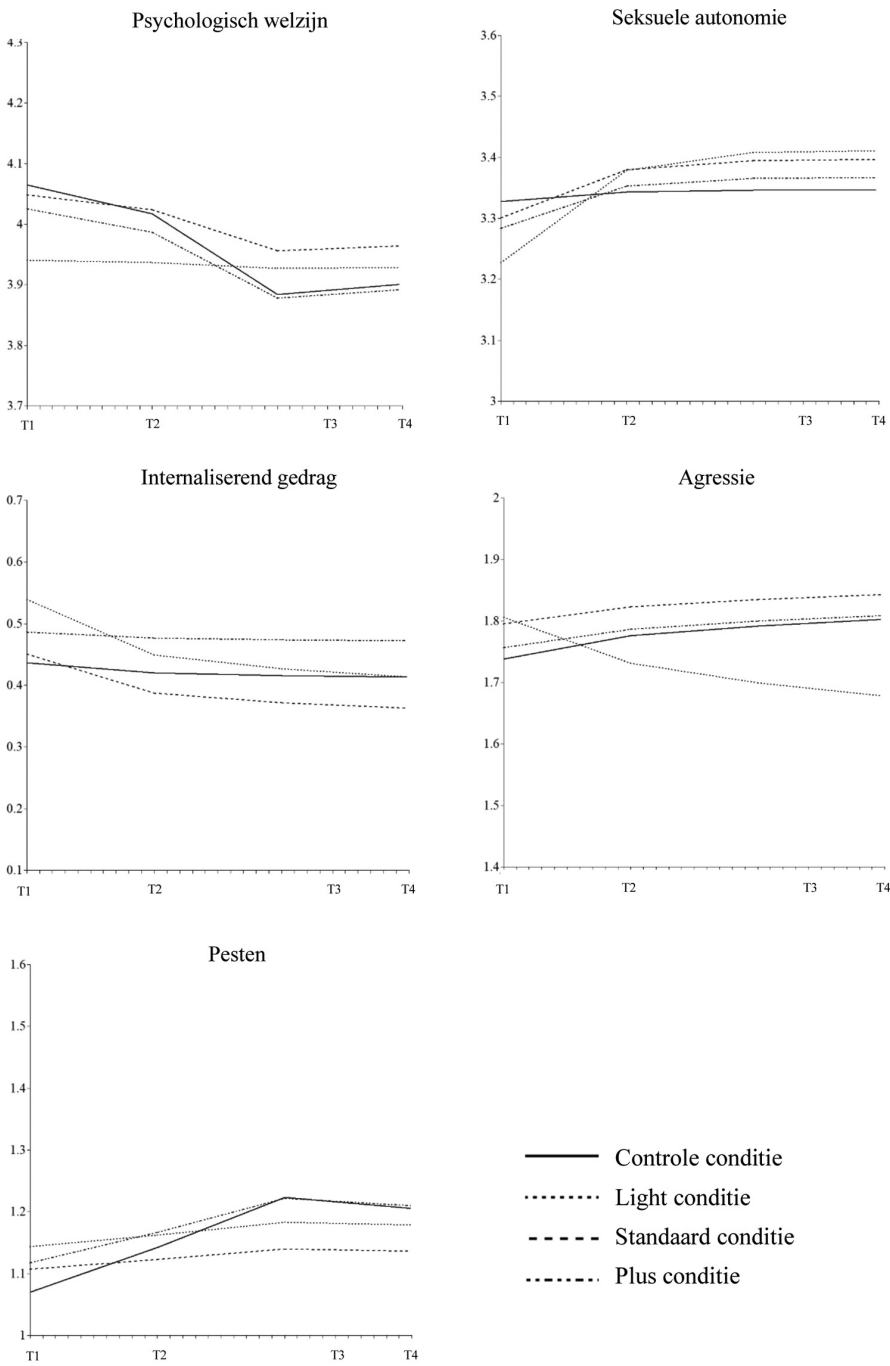 Psychologisch welzijn
4.3
4.2
4.1
4
3.9
3.8
3.7
T1
T2
T3
T4
Seksuele autonomie
3.6
3.5
3.4
3.3
3.2
3.1
3
T1
T2
T3
T4
Internaliserend gedrag
0.7
0.6
0.5
0.4
0.3
0.2
0.1
T1
T2
T3
T4
Agressie
2
1.9
1.8
1.7
1.6
1.5
1.4
T1
T2
T3
T4
Pesten
1.6
1.5
1.4
1.3
1.2
1.1
1
T1
T2
T3
T4
Controle conditie
Light conditie
Standaard conditie
Plus conditie